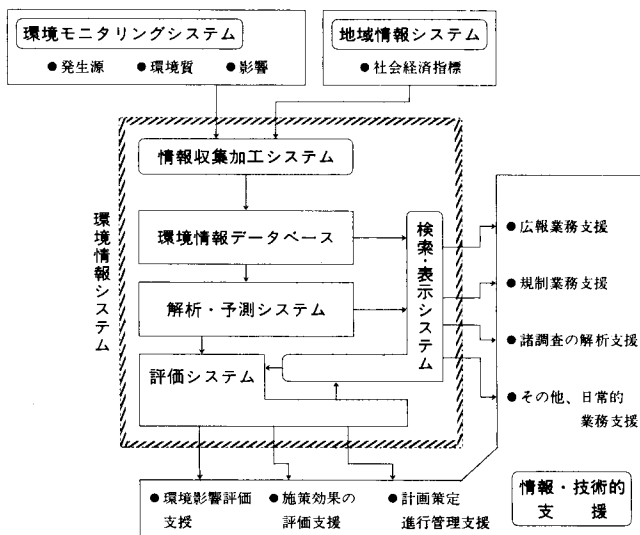 環境モニタリングシステム
● 発生源 ● 環境質 ● 影響
地域情報システム
● 社会経済指標
環境情報システム
情報収集加工システム
環境情報データベース
解析・予測システム
評価システム
検索・表示システム
● 広報業務支援
● 規制業務支援
● 諸調査の解析支援
● その他、日常的
業務支援
● 環境影響評価
支授
● 施策効果の
評価支援
● 計画策定
進行管理支援
情報・技術的
支 援